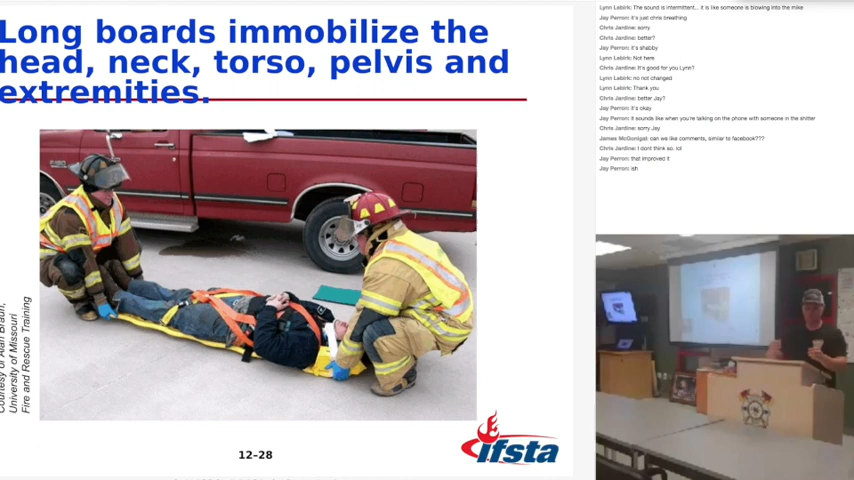 Long boards immobilize the
head, neck, torso, pelvis and
extremities.
Courtesy of Alan Braun,
University of Missouri
Fire and Rescue Training
12–28
ifsta
Lynn Labirk: The sound is intermittent... it is like someone is blowing into the mike
Jay Perron: it's just chris breathing
Chris Jardine: sorry
Chris Jardine: better?
Jay Perron: it's shabby
Lynn Labirk: Not here
Chris Jardine: it's good for you Lynn?
Lynn Labirk: no not changed
Lynn Labirk: Thank you
Chris Jardine: better Jay?
Jay Perron: it's okay
Jay Perron: it sounds like when you're talking on the phone with someone in the shitter
Chris Jardine: sorry Jay
James McGonigal: can we like comments, similar to facebook???
Chris Jardine: I dont think so. lol
Jay Perron: that improved it
Jay Perron: ish